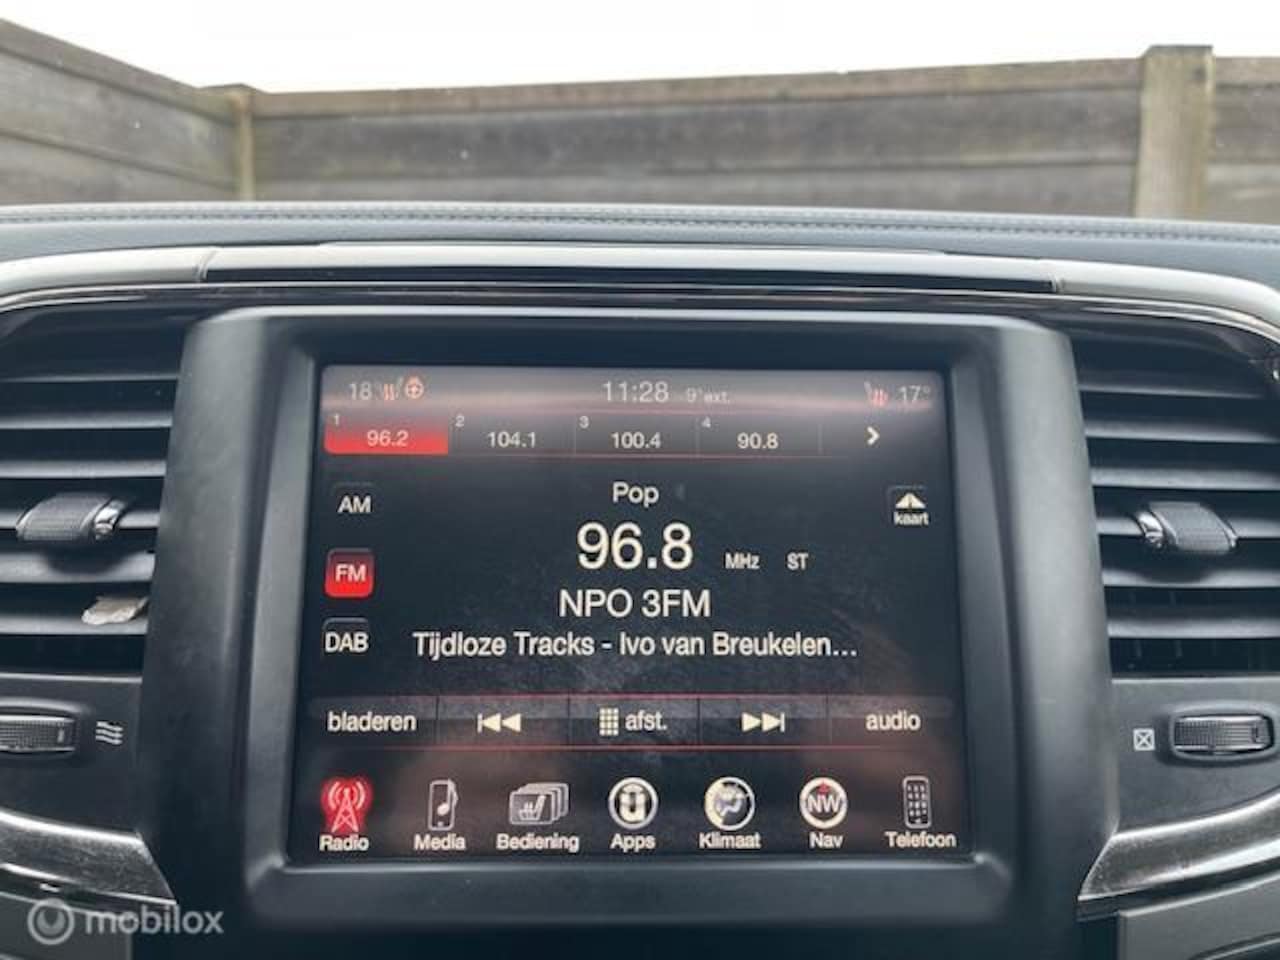 18 11:28 -9° ext. 17°
1 96.2 2 104.1 3 100.4 4 90.8
Pop
AM
kaart
96.8 MHz ST
FM
NPO 3FM
DAB
Tijdloze Tracks - Ivo van Breukelen...
bladeren afst. audio
NW
Radio Media Bediening Apps Klimaat Nav Telefoon
mobilox